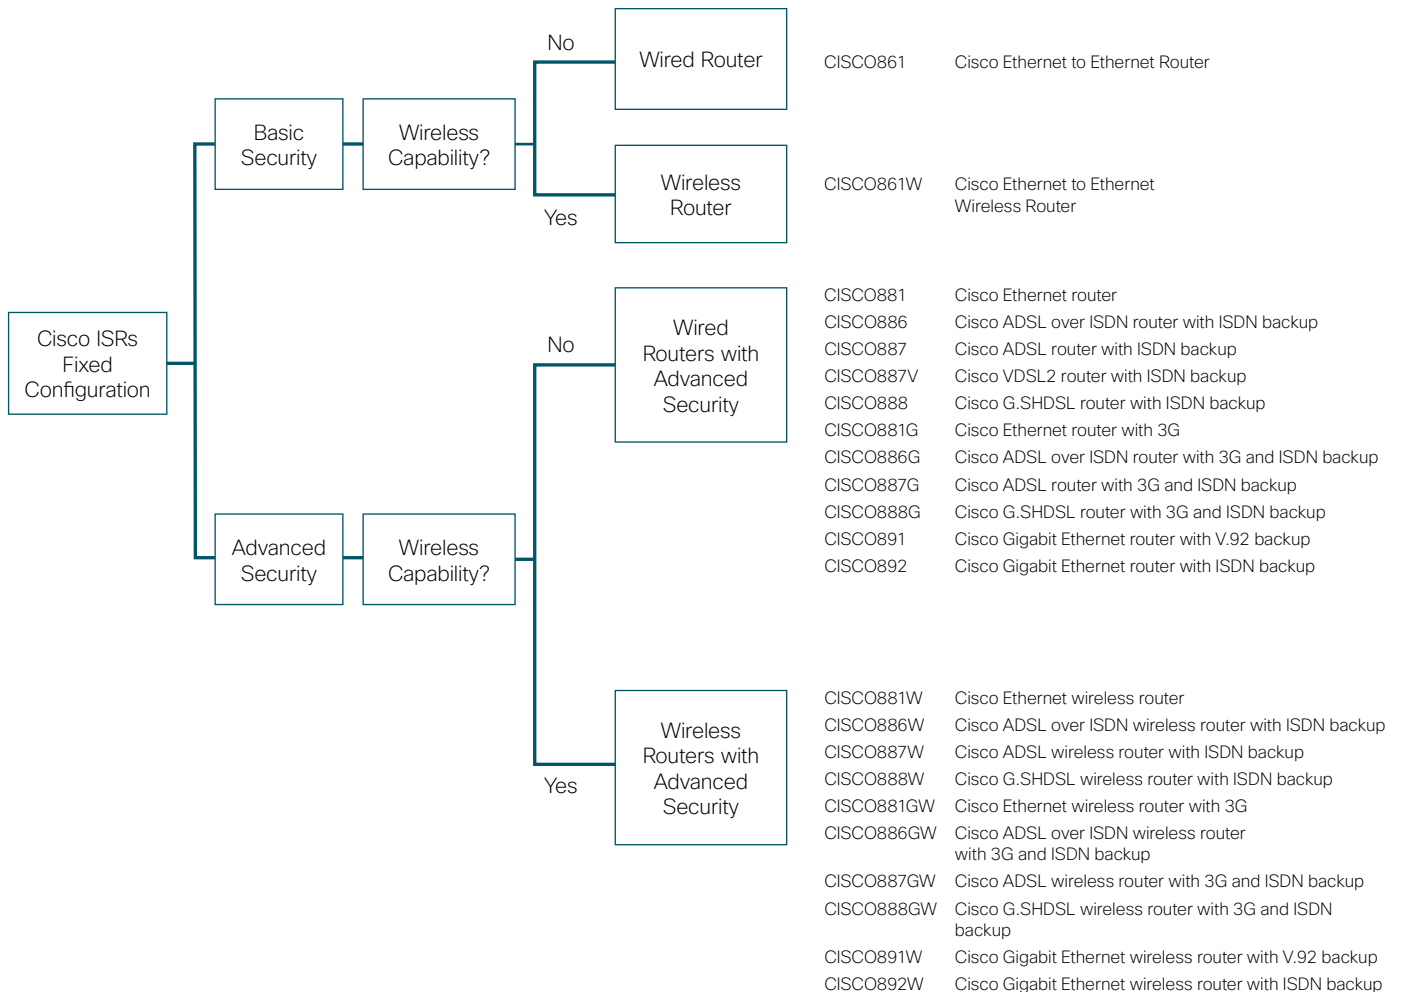 No
Wired Router
CISCO861 Cisco Ethernet to Ethernet Router
Basic
Security
Wireless
Capability?
Wireless
Router
Yes
CISCO861W Cisco Ethernet to Ethernet
Wireless Router
Cisco ISRs
Fixed
Configuration
No
Wired
Routers with
Advanced
Security
CISCO881 Cisco Ethernet router
CISCO886 Cisco ADSL over ISDN router with ISDN backup
CISCO887 Cisco ADSL router with ISDN backup
CISCO887V Cisco VDSL2 router with ISDN backup
CISCO888 Cisco G.SHDSL router with ISDN backup
CISCO881G Cisco Ethernet router with 3G
CISCO886G Cisco ADSL over ISDN router with 3G and ISDN backup
CISCO887G Cisco ADSL router with 3G and ISDN backup
CISCO888G Cisco G.SHDSL router with 3G and ISDN backup
CISCO891 Cisco Gigabit Ethernet router with V.92 backup
CISCO892 Cisco Gigabit Ethernet router with ISDN backup
Advanced
Security
Wireless
Capability?
Yes
Wireless
Routers with
Advanced
Security
CISCO881W Cisco Ethernet wireless router
CISCO886W Cisco ADSL over ISDN wireless router with ISDN backup
CISCO887W Cisco ADSL wireless router with ISDN backup
CISCO888W Cisco G.SHDSL wireless router with ISDN backup
CISCO881GW Cisco Ethernet wireless router with 3G
CISCO886GW Cisco ADSL over ISDN wireless router
with 3G and ISDN backup
CISCO887GW Cisco ADSL wireless router with 3G and ISDN backup
CISCO888GW Cisco G.SHDSL wireless router with 3G and ISDN
backup
CISCO891W Cisco Gigabit Ethernet wireless router with V.92 backup
CISCO892W Cisco Gigabit Ethernet wireless router with ISDN backup